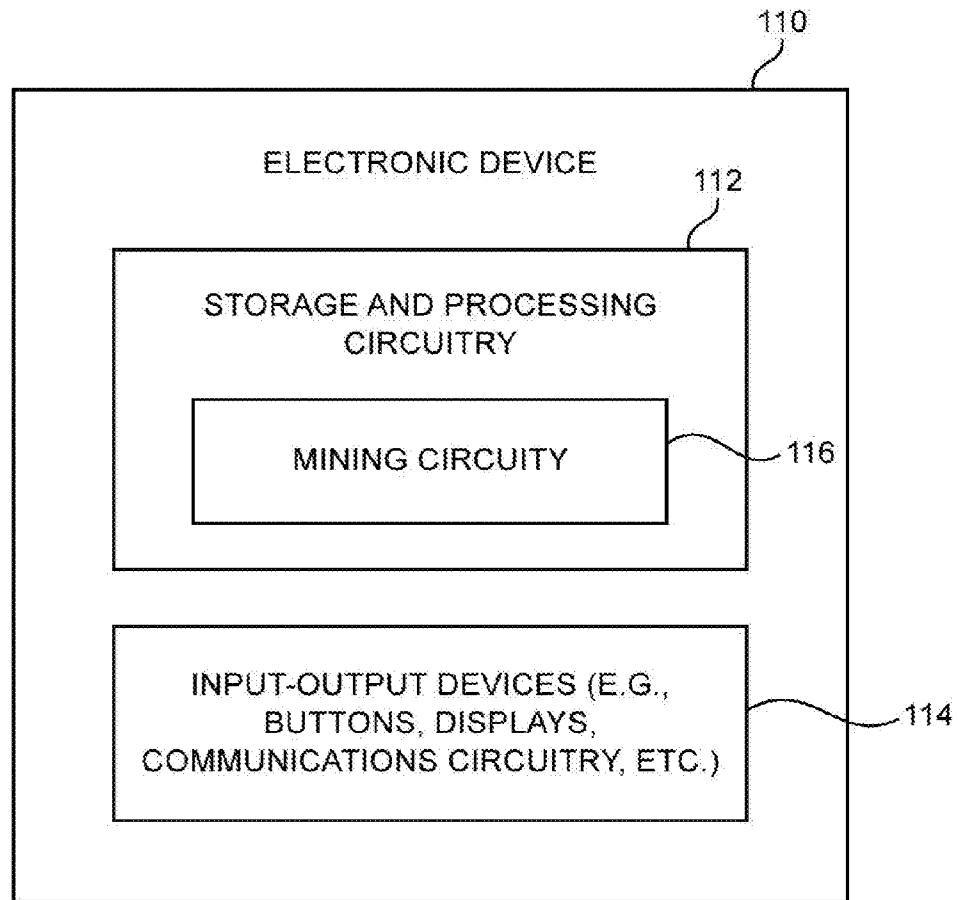 110
ELECTRONIC DEVICE
112
STORAGE AND PROCESSING
CIRCUITRY
MINING CIRCUITY
116
INPUT-OUTPUT DEVICES (E.G.,
BUTTONS, DISPLAYS,
COMMUNICATIONS CIRCUITRY, ETC.)
114